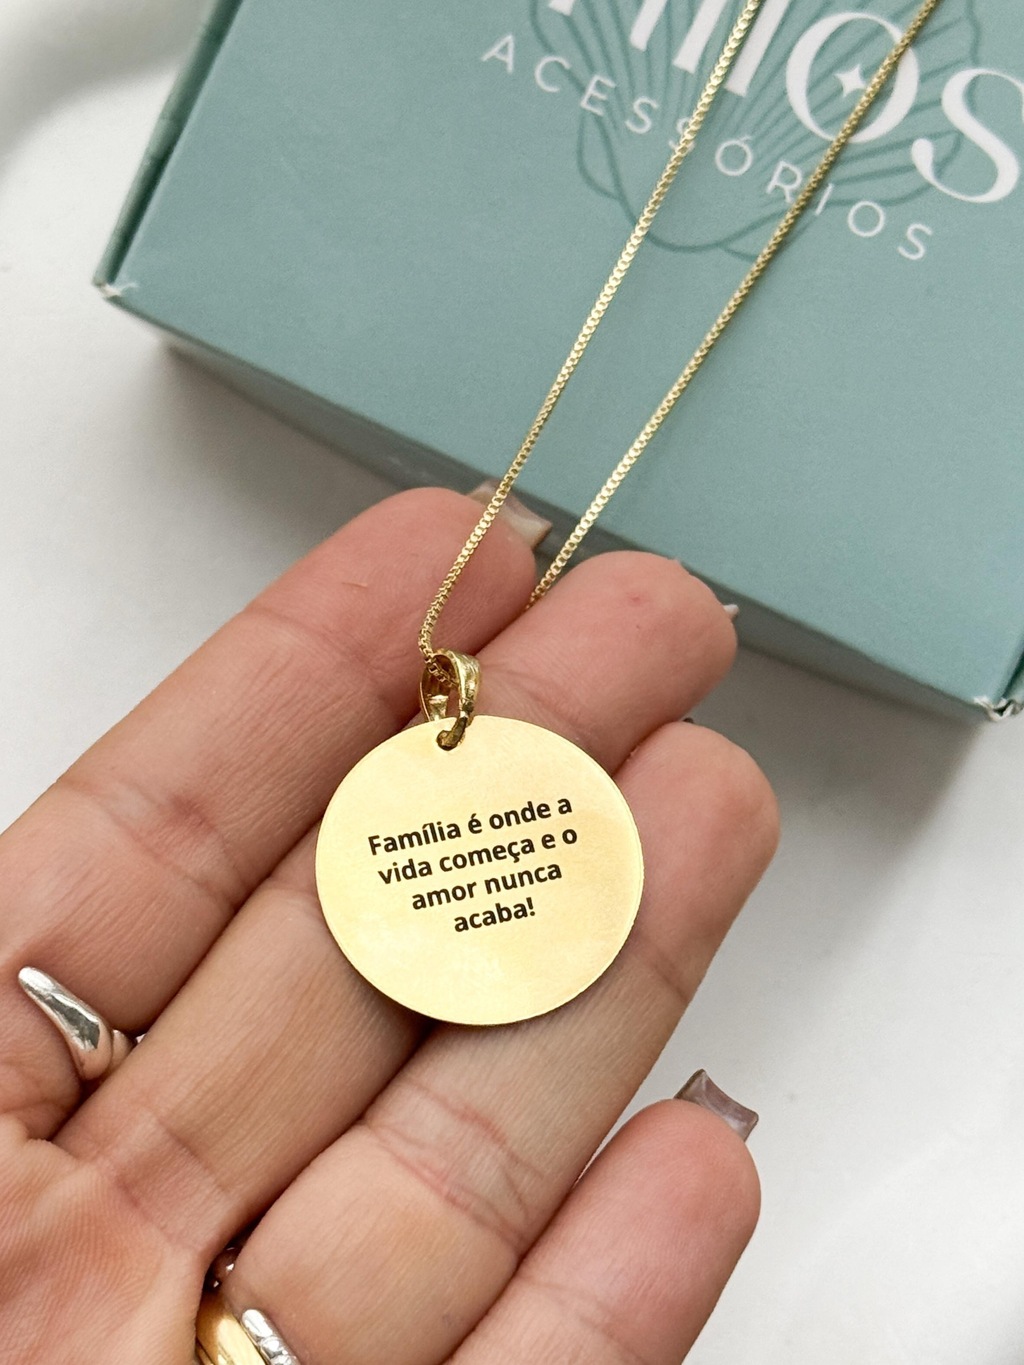 ACESSÓRIOS
Família é onde a
vida começa e o
amor nunca
acaba!